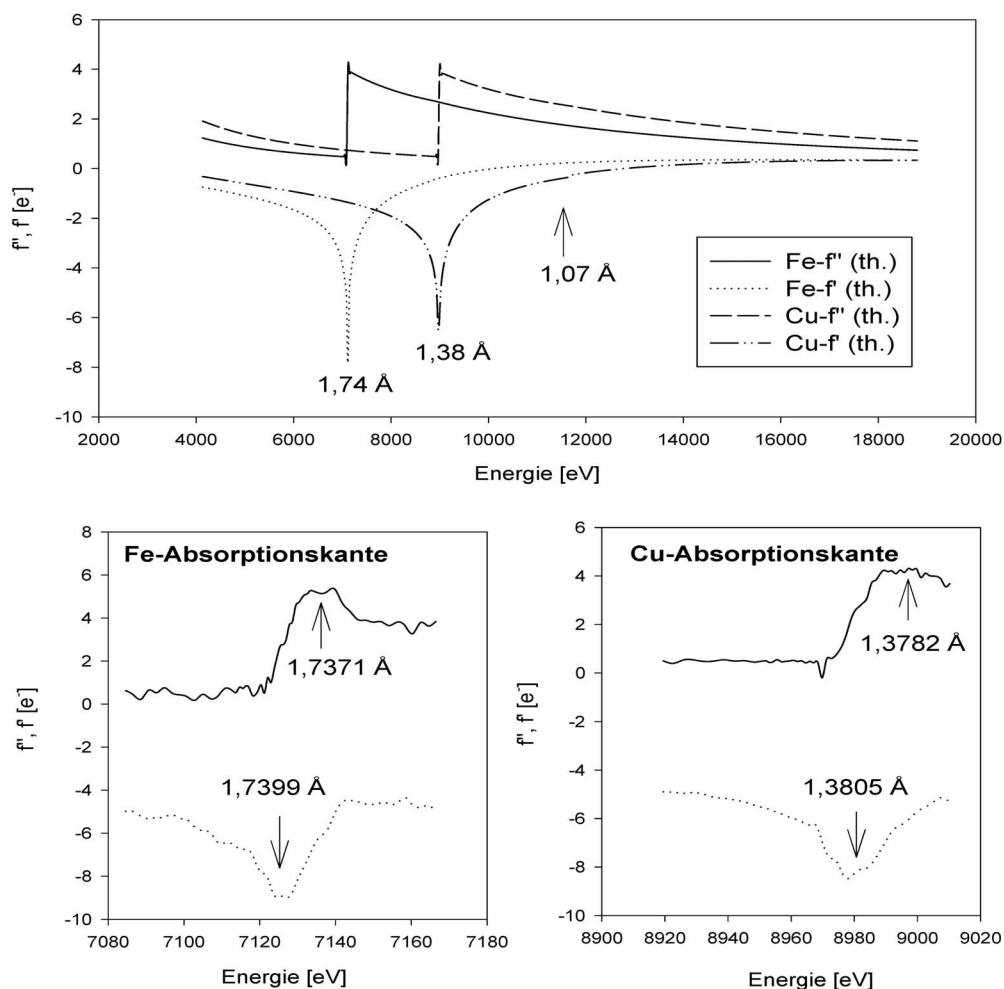 6
4
2
0
-2
-4
-6
-8
-10
f'', f' [e⁻]
1,07 Å
1,38 Å
1,74 Å
Fe-f'' (th.)
Fe-f' (th.)
Cu-f'' (th.)
Cu-f' (th.)
2000 4000 6000 8000 10000 12000 14000 16000 18000 20000
Energie [eV]
Fe-Absorptionskante
8
6
4
2
0
-2
-4
-6
-8
-10
f'', f' [e⁻]
1,7371 Å
1,7399 Å
7080 7100 7120 7140 7160 7180
Energie [eV]
Cu-Absorptionskante
6
4
2
0
-2
-4
-6
-8
-10
f'', f' [e⁻]
1,3782 Å
1,3805 Å
8900 8920 8940 8960 8980 9000 9020
Energie [eV]